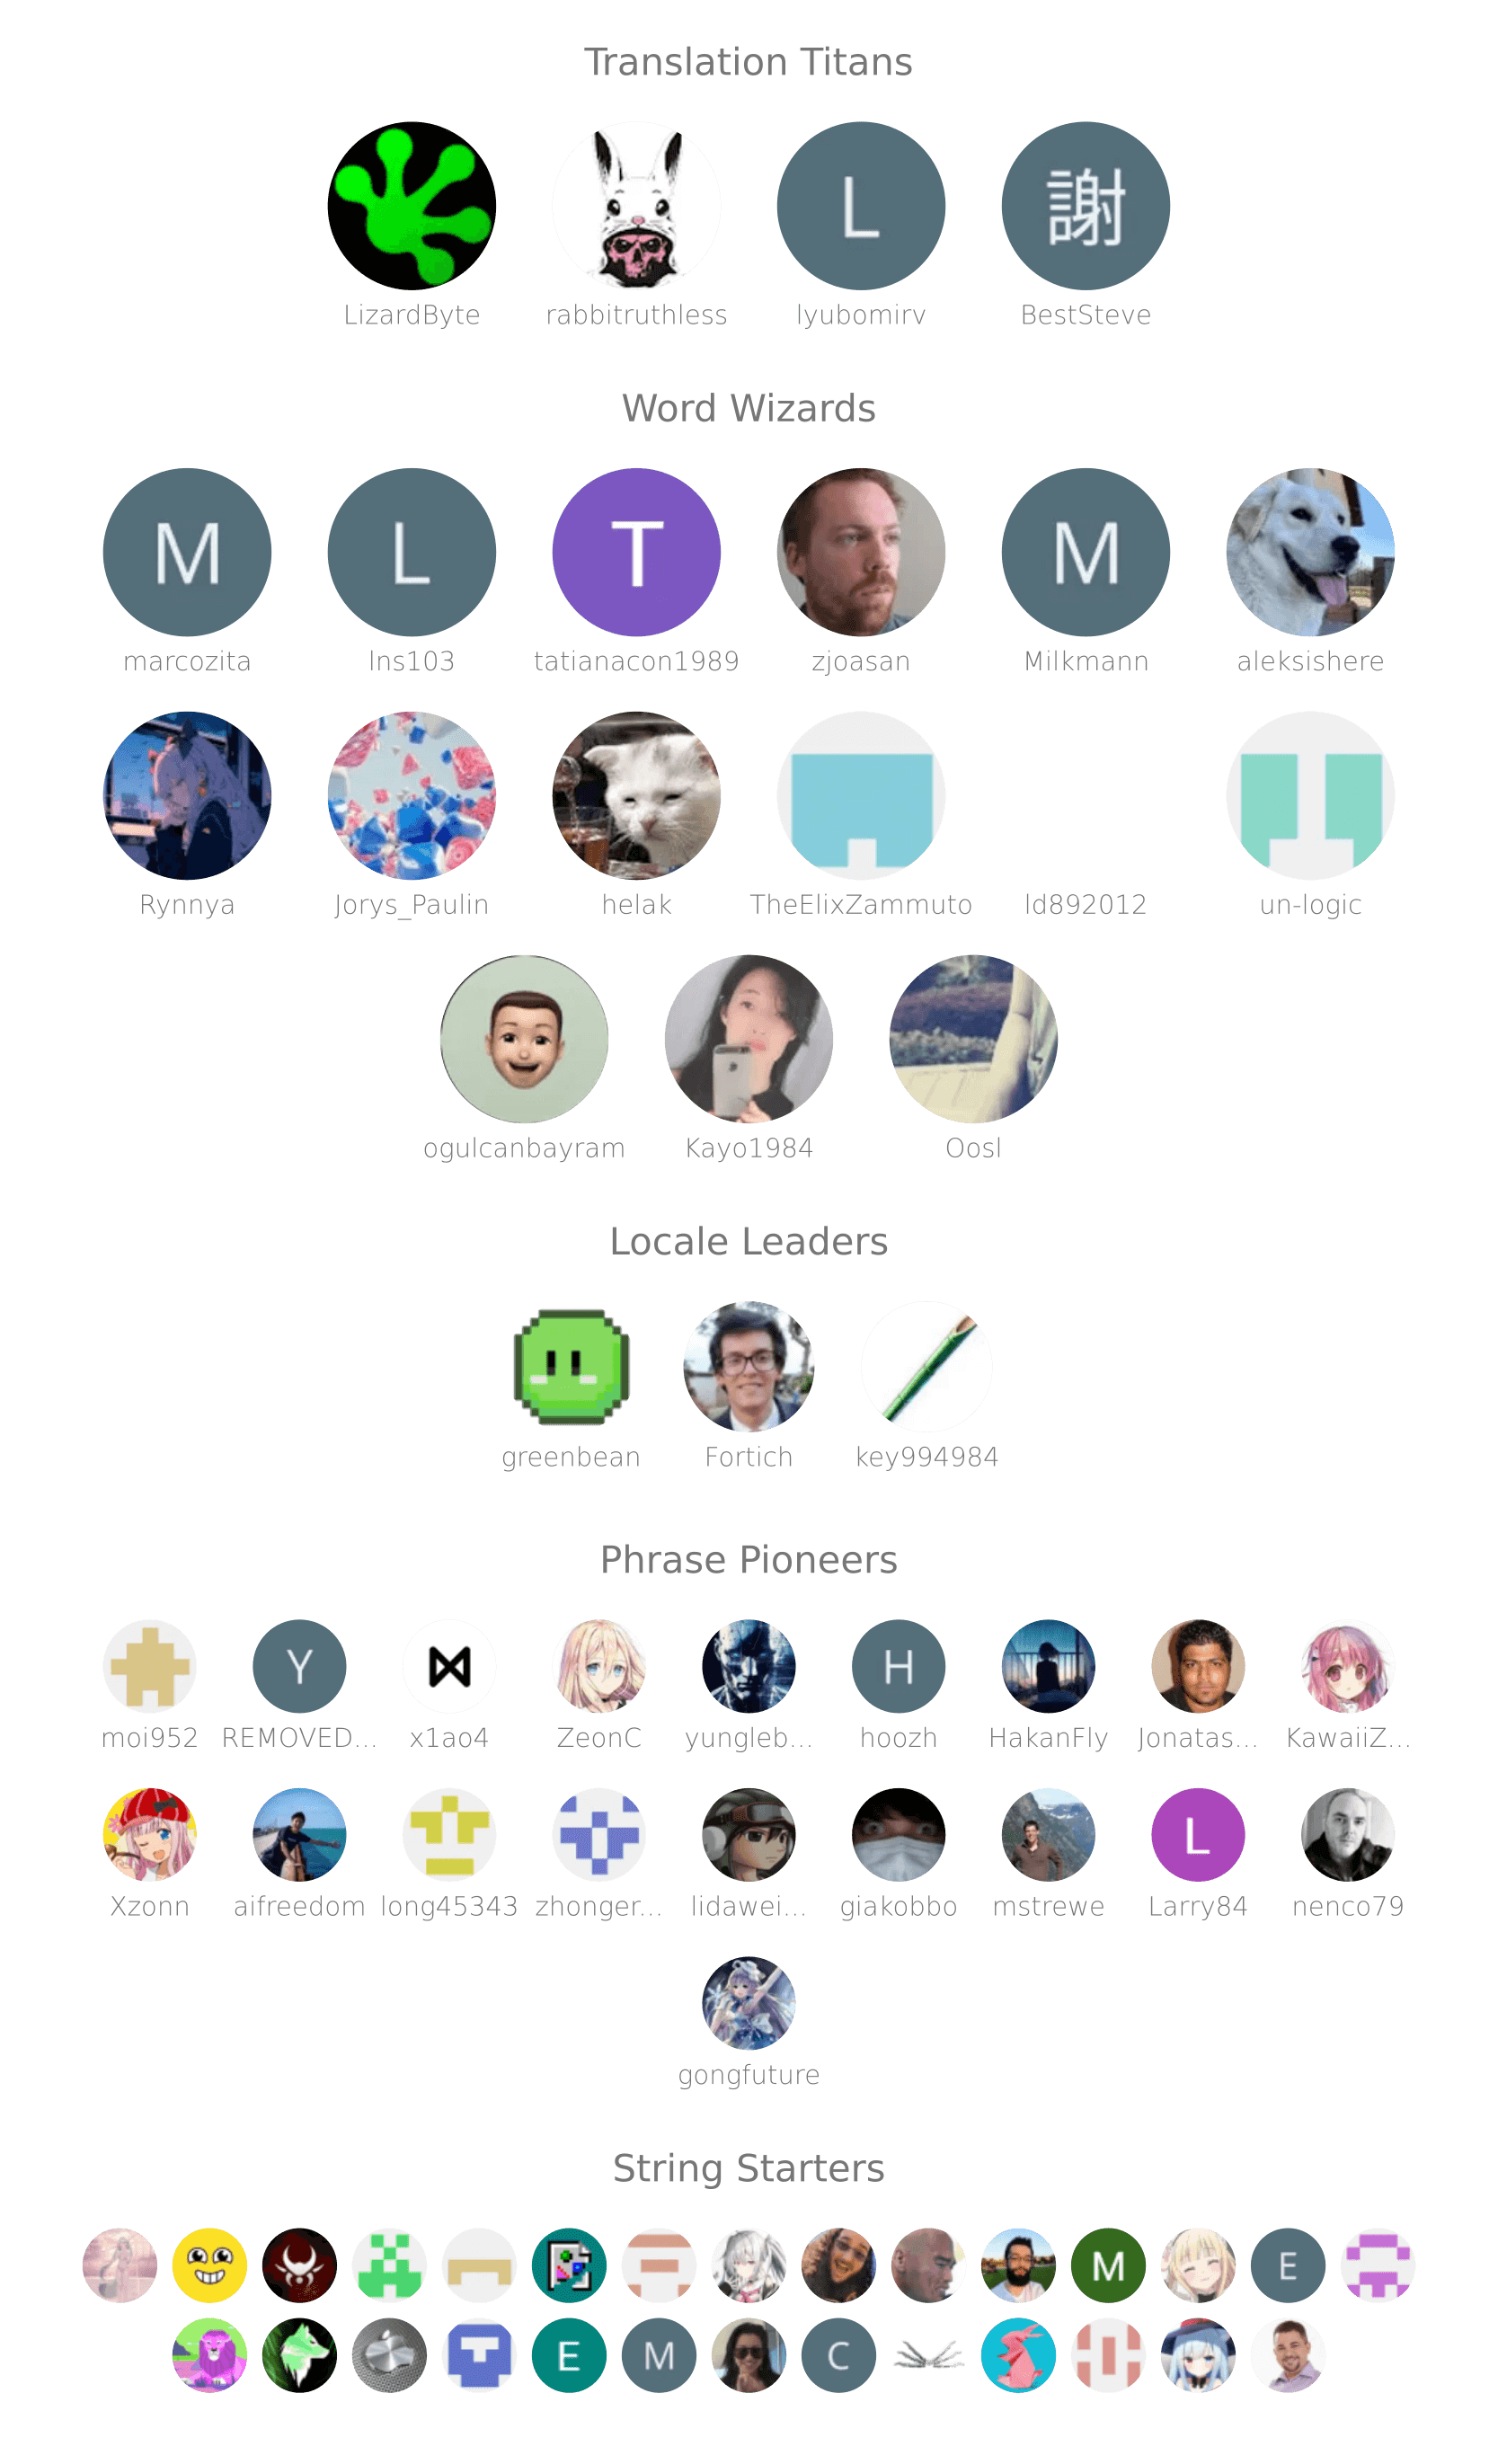 Translation Titans
L 謝
LizardByte rabbitruthless lyubomirv BestSteve
Word Wizards
M L T M
marcozita lns103 tatianacon1989 zjoasan Milkmann aleksishere
Rynnya Jorys_Paulin helak TheElixZammuto ld892012 un-logic
ogulcanbayram Kayo1984 Oosl
Locale Leaders
greenbean Fortich key994984
Phrase Pioneers
Y H
moi952 REMOVED... x1ao4 ZeonC yungleb... hoozh HakanFly Jonatas... KawaiiZ...
L
Xzonn aifreedom long45343 zhonger... lidawei... giakobbo mstrewe Larry84 nenco79
gongfuture
String Starters
M E
E M C